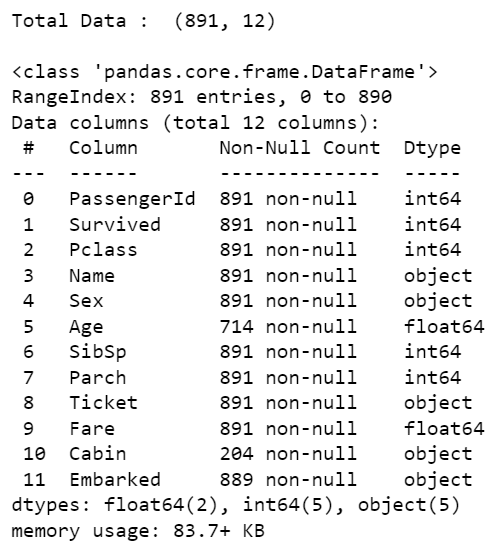 Total Data :  (891, 12)

<class 'pandas.core.frame.DataFrame'>
RangeIndex: 891 entries, 0 to 890
Data columns (total 12 columns):
 #   Column       Non-Null Count  Dtype
---  ------       --------------  -----
 0   PassengerId  891 non-null    int64
 1   Survived     891 non-null    int64
 2   Pclass       891 non-null    int64
 3   Name         891 non-null    object
 4   Sex          891 non-null    object
 5   Age          714 non-null    float64
 6   SibSp        891 non-null    int64
 7   Parch        891 non-null    int64
 8   Ticket       891 non-null    object
 9   Fare         891 non-null    float64
 10  Cabin        204 non-null    object
 11  Embarked     889 non-null    object
dtypes: float64(2), int64(5), object(5)
memory usage: 83.7+ KB